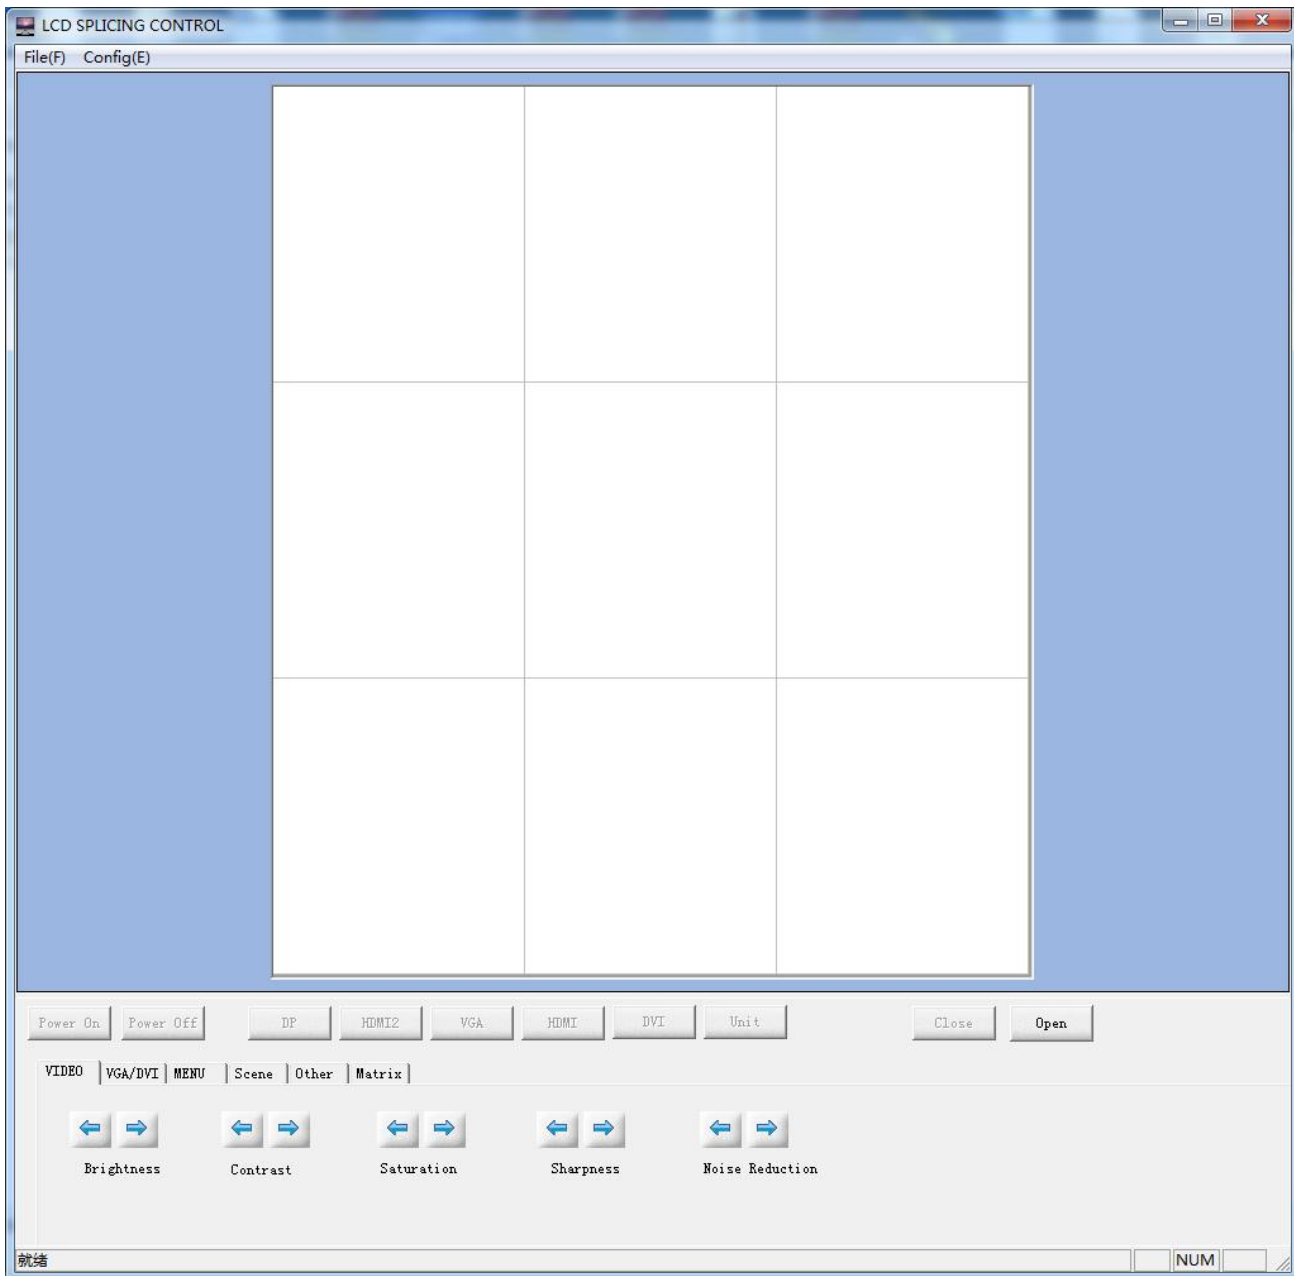 LCD SPLICING CONTROL
File(F) Config(E)
Power On Power Off DP HDMI2 VGA HDMI DVI Unit Close Open
VIDEO VGA/DVI MENU Scene Other Matrix
Brightness Contrast Saturation Sharpness Noise Reduction
就绪 NUM